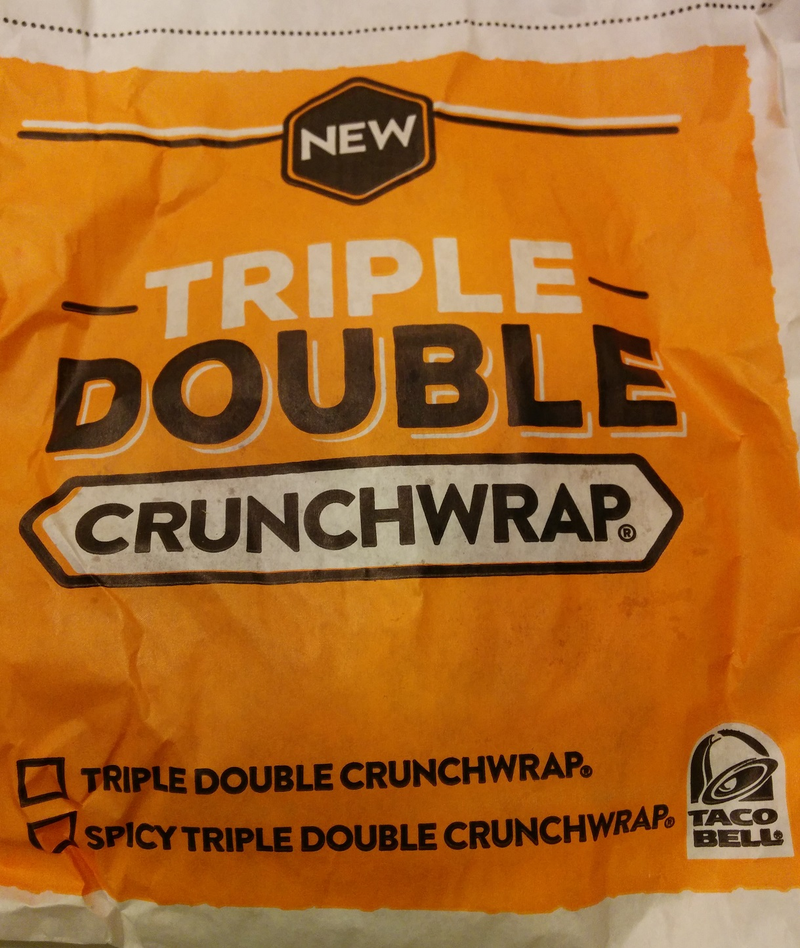 NEW
TRIPLE
DOUBLE
CRUNCHWRAP®
TRIPLE DOUBLE CRUNCHWRAP®
SPICY TRIPLE DOUBLE CRUNCHWRAP®
TACO
BELL®